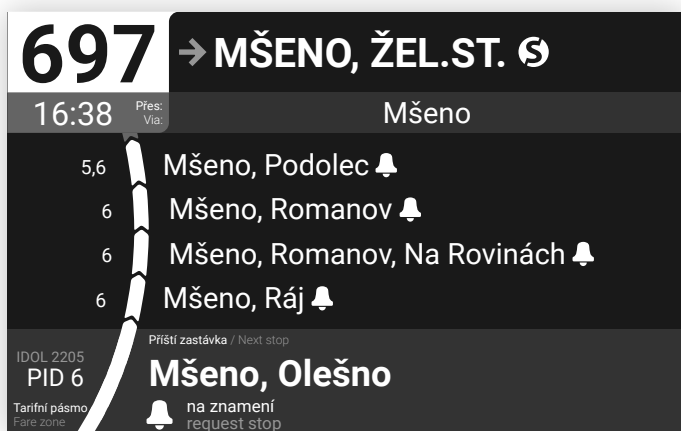 697 → MŠENO, ŽEL.ST. S
16:38 Přes: Via: Mšeno
5,6 Mšeno, Podolec
6 Mšeno, Romanov
6 Mšeno, Romanov, Na Rovinách
6 Mšeno, Ráj
Příští zastávka / Next stop
IDOL 2205
PID 6
Mšeno, Olešno
Tarifní pásmo
Fare zone
na znamení
request stop